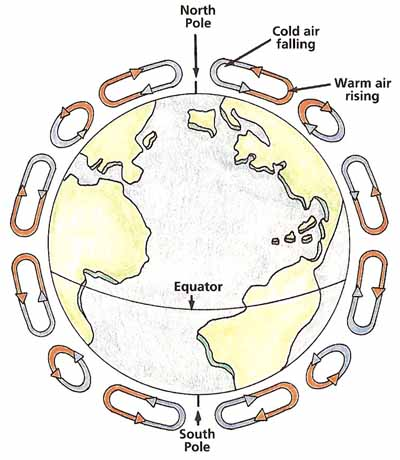 North
Pole
Cold air
falling
Warm air
rising
Equator
South
Pole